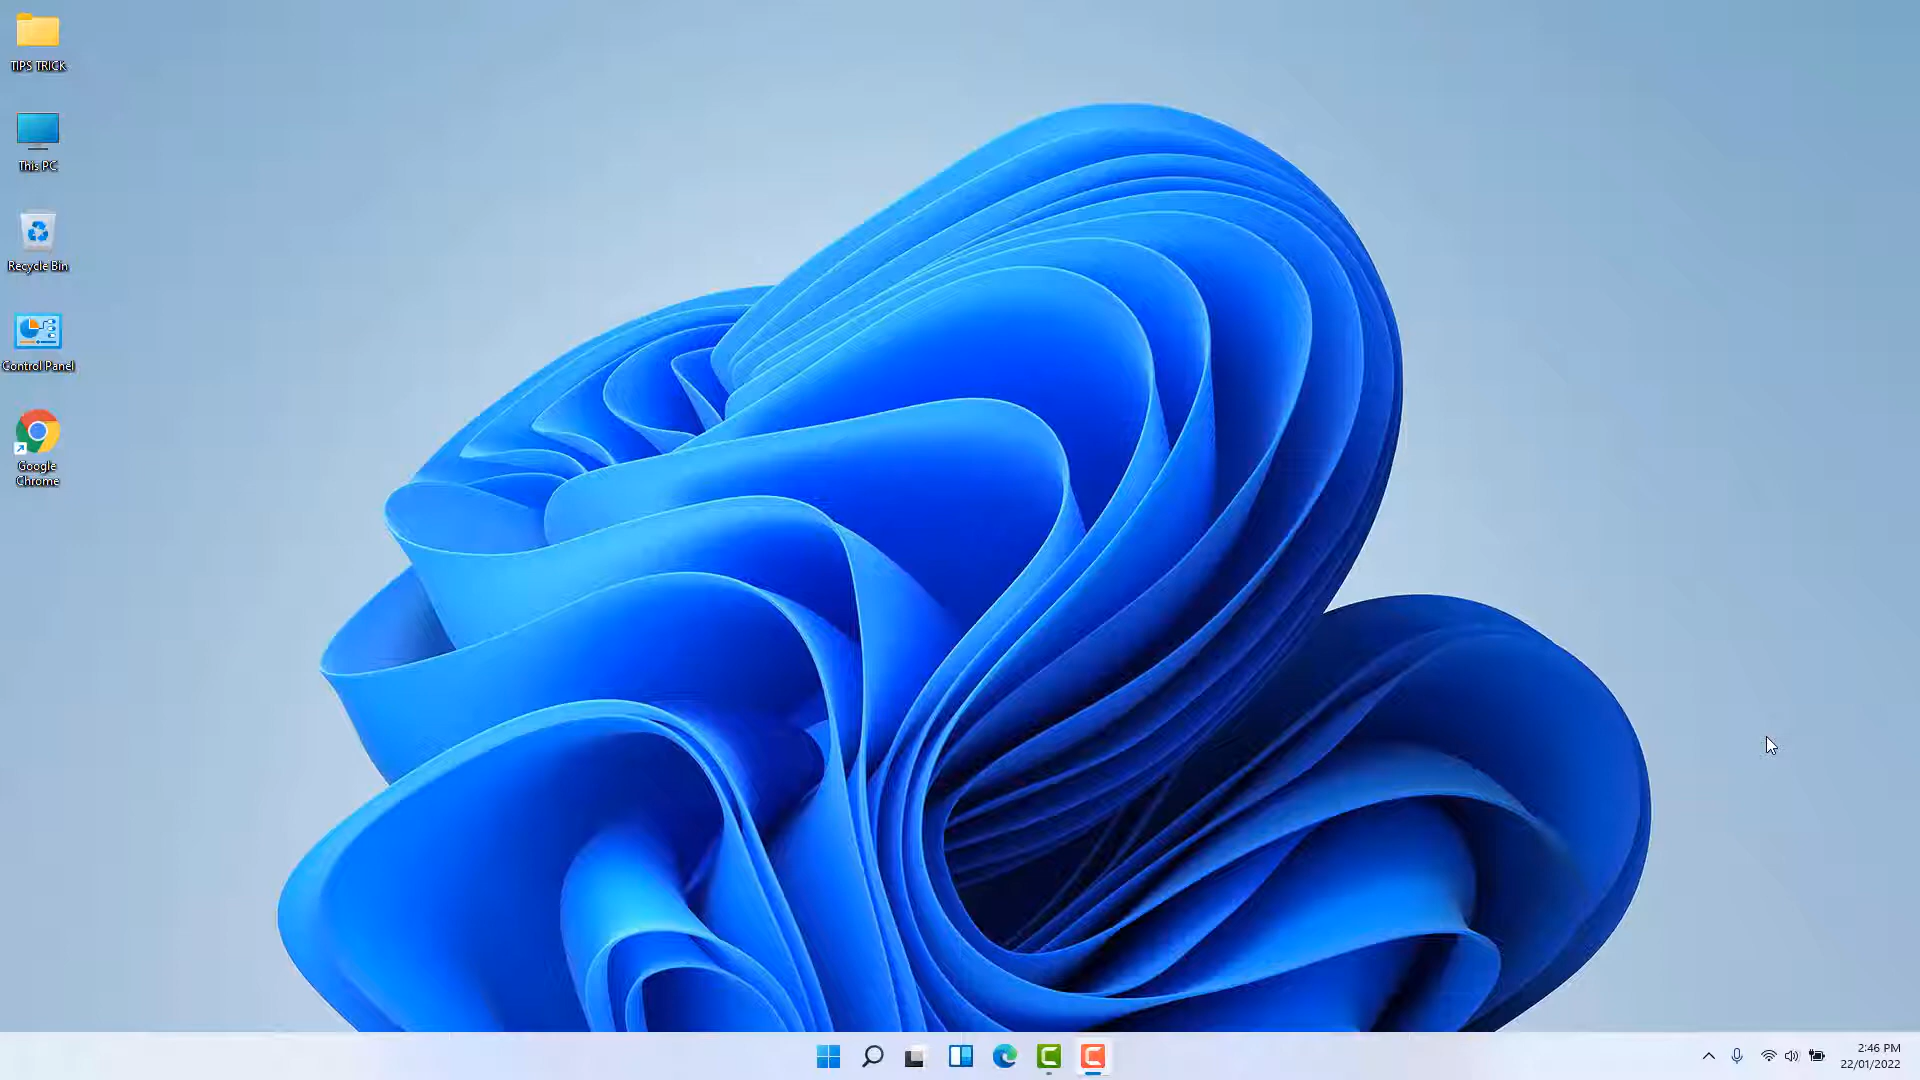 TIPS TRICK
This PC
Recycle Bin
Control Panel
Google
Chrome
2:46 PM
22/01/2022